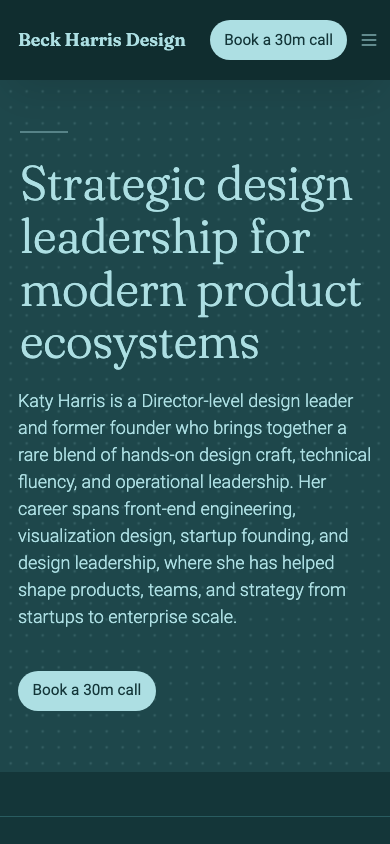 Beck Harris Design
Book a 30m call
Strategic design
leadership for
modern product
ecosystems
Katy Harris is a Director-level design leader
and former founder who brings together a
rare blend of hands-on design craft, technical
fluency, and operational leadership. Her
career spans front-end engineering,
visualization design, startup founding, and
design leadership, where she has helped
shape products, teams, and strategy from
startups to enterprise scale.
Book a 30m call